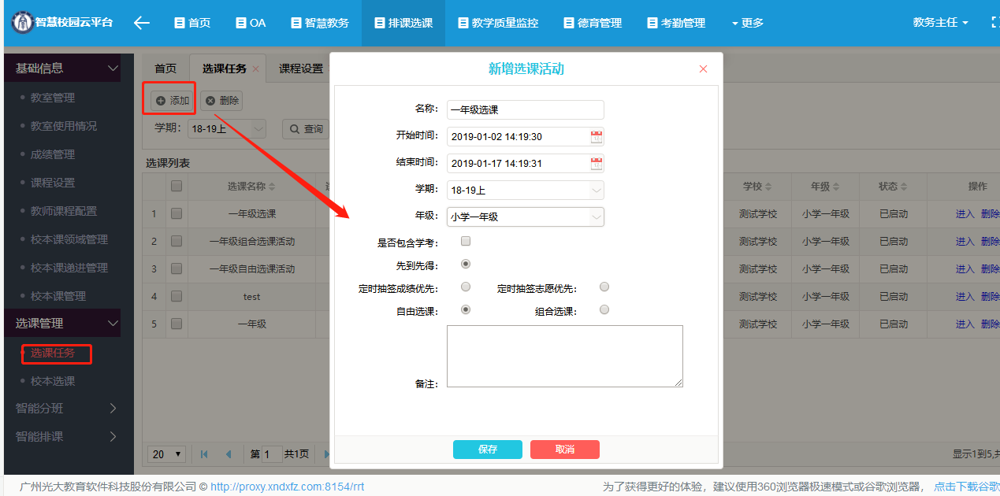 智慧校园云平台 首页 OA 智慧教务 排课选课 教学质量监控 德育管理 考勤管理 更多 教务主任
基础信息
教室管理
教室使用情况
成绩管理
课程设置
教师课程配置
校本课领域管理
校本课递进管理
校本课管理
选课管理
选课任务
校本选课
智能分班
智能排课
首页 选课任务 课程设置
添加 删除
学期: 18-19上 查询
选课列表
选课名称 学校 年级 状态 操作
1 一年级选课 测试学校 小学一年级 已启动 进入 删除
2 一年级组合选课活动 测试学校 小学一年级 已启动 进入 删除
3 一年级自由选课活动 测试学校 小学一年级 已启动 进入 删除
4 test 测试学校 小学一年级 已启动 进入 删除
5 一年级 测试学校 小学一年级 已启动 进入 删除
20 第 1 共1页 显示1到5,共
新增选课活动
名称: 一年级选课
开始时间: 2019-01-02 14:19:30
结束时间: 2019-01-17 14:19:31
学期: 18-19上
年级: 小学一年级
是否包含学考:
先到先得:
定时抽签成绩优先: 定时抽签志愿优先:
自由选课: 组合选课:
备注:
保存 取消
广州光大教育软件科技股份有限公司 © http://proxy.xndxfz.com:8154/rrt 为了获得更好的体验，建议使用360浏览器极速模式或谷歌浏览器， 点击下载谷歌